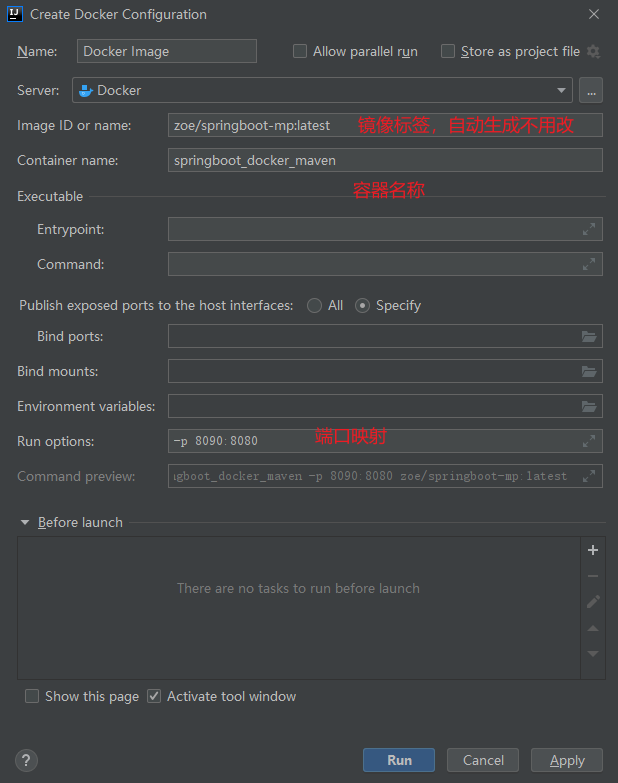 Create Docker Configuration
Name: Docker Image Allow parallel run Store as project file
Server: Docker ...
Image ID or name: zoe/springboot-mp:latest 镜像标签，自动生成不用改
Container name: springboot_docker_maven
容器名称
Executable
Entrypoint:
Command:
Publish exposed ports to the host interfaces: All Specify
Bind ports:
Bind mounts:
Environment variables:
Run options: -p 8090:8080 端口映射
Command preview: ngboot_docker_maven -p 8090:8080 zoe/springboot-mp:latest
Before launch
There are no tasks to run before launch
Show this page Activate tool window
? Run Cancel Apply